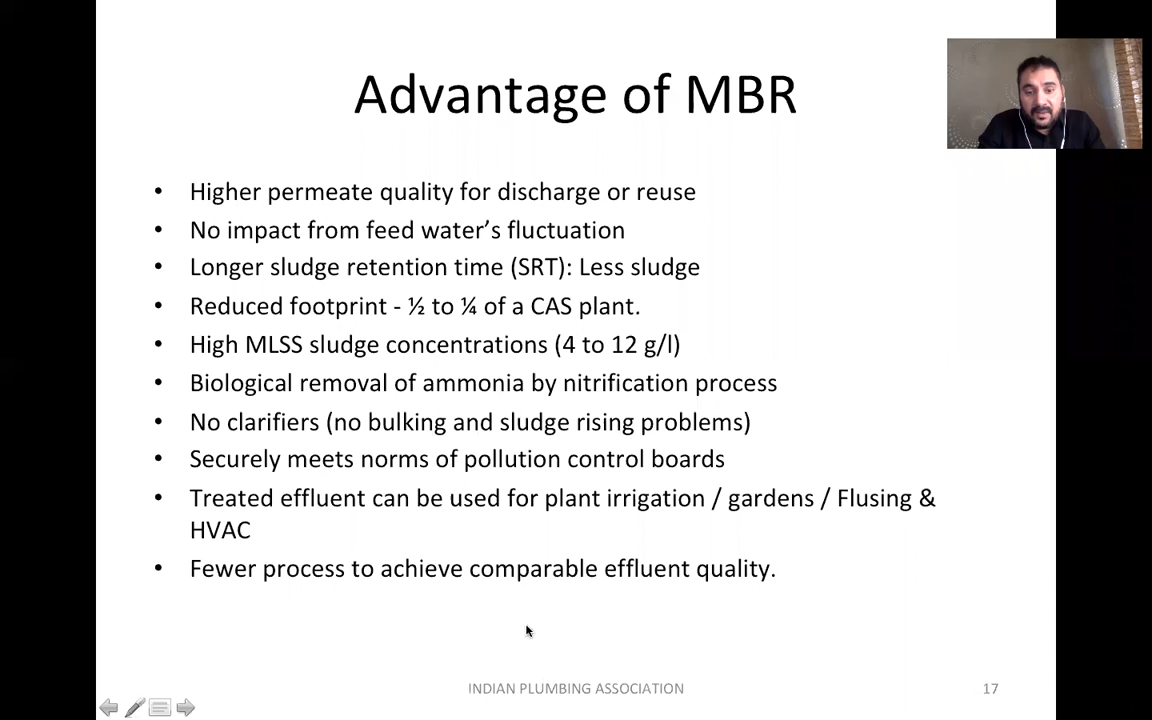 Advantage of MBR
• Higher permeate quality for discharge or reuse
• No impact from feed water’s fluctuation
• Longer sludge retention time (SRT): Less sludge
• Reduced footprint - ½ to ¼ of a CAS plant.
• High MLSS sludge concentrations (4 to 12 g/l)
• Biological removal of ammonia by nitrification process
• No clarifiers (no bulking and sludge rising problems)
• Securely meets norms of pollution control boards
• Treated effluent can be used for plant irrigation / gardens / Flusing &
HVAC
• Fewer process to achieve comparable effluent quality.
INDIAN PLUMBING ASSOCIATION
17